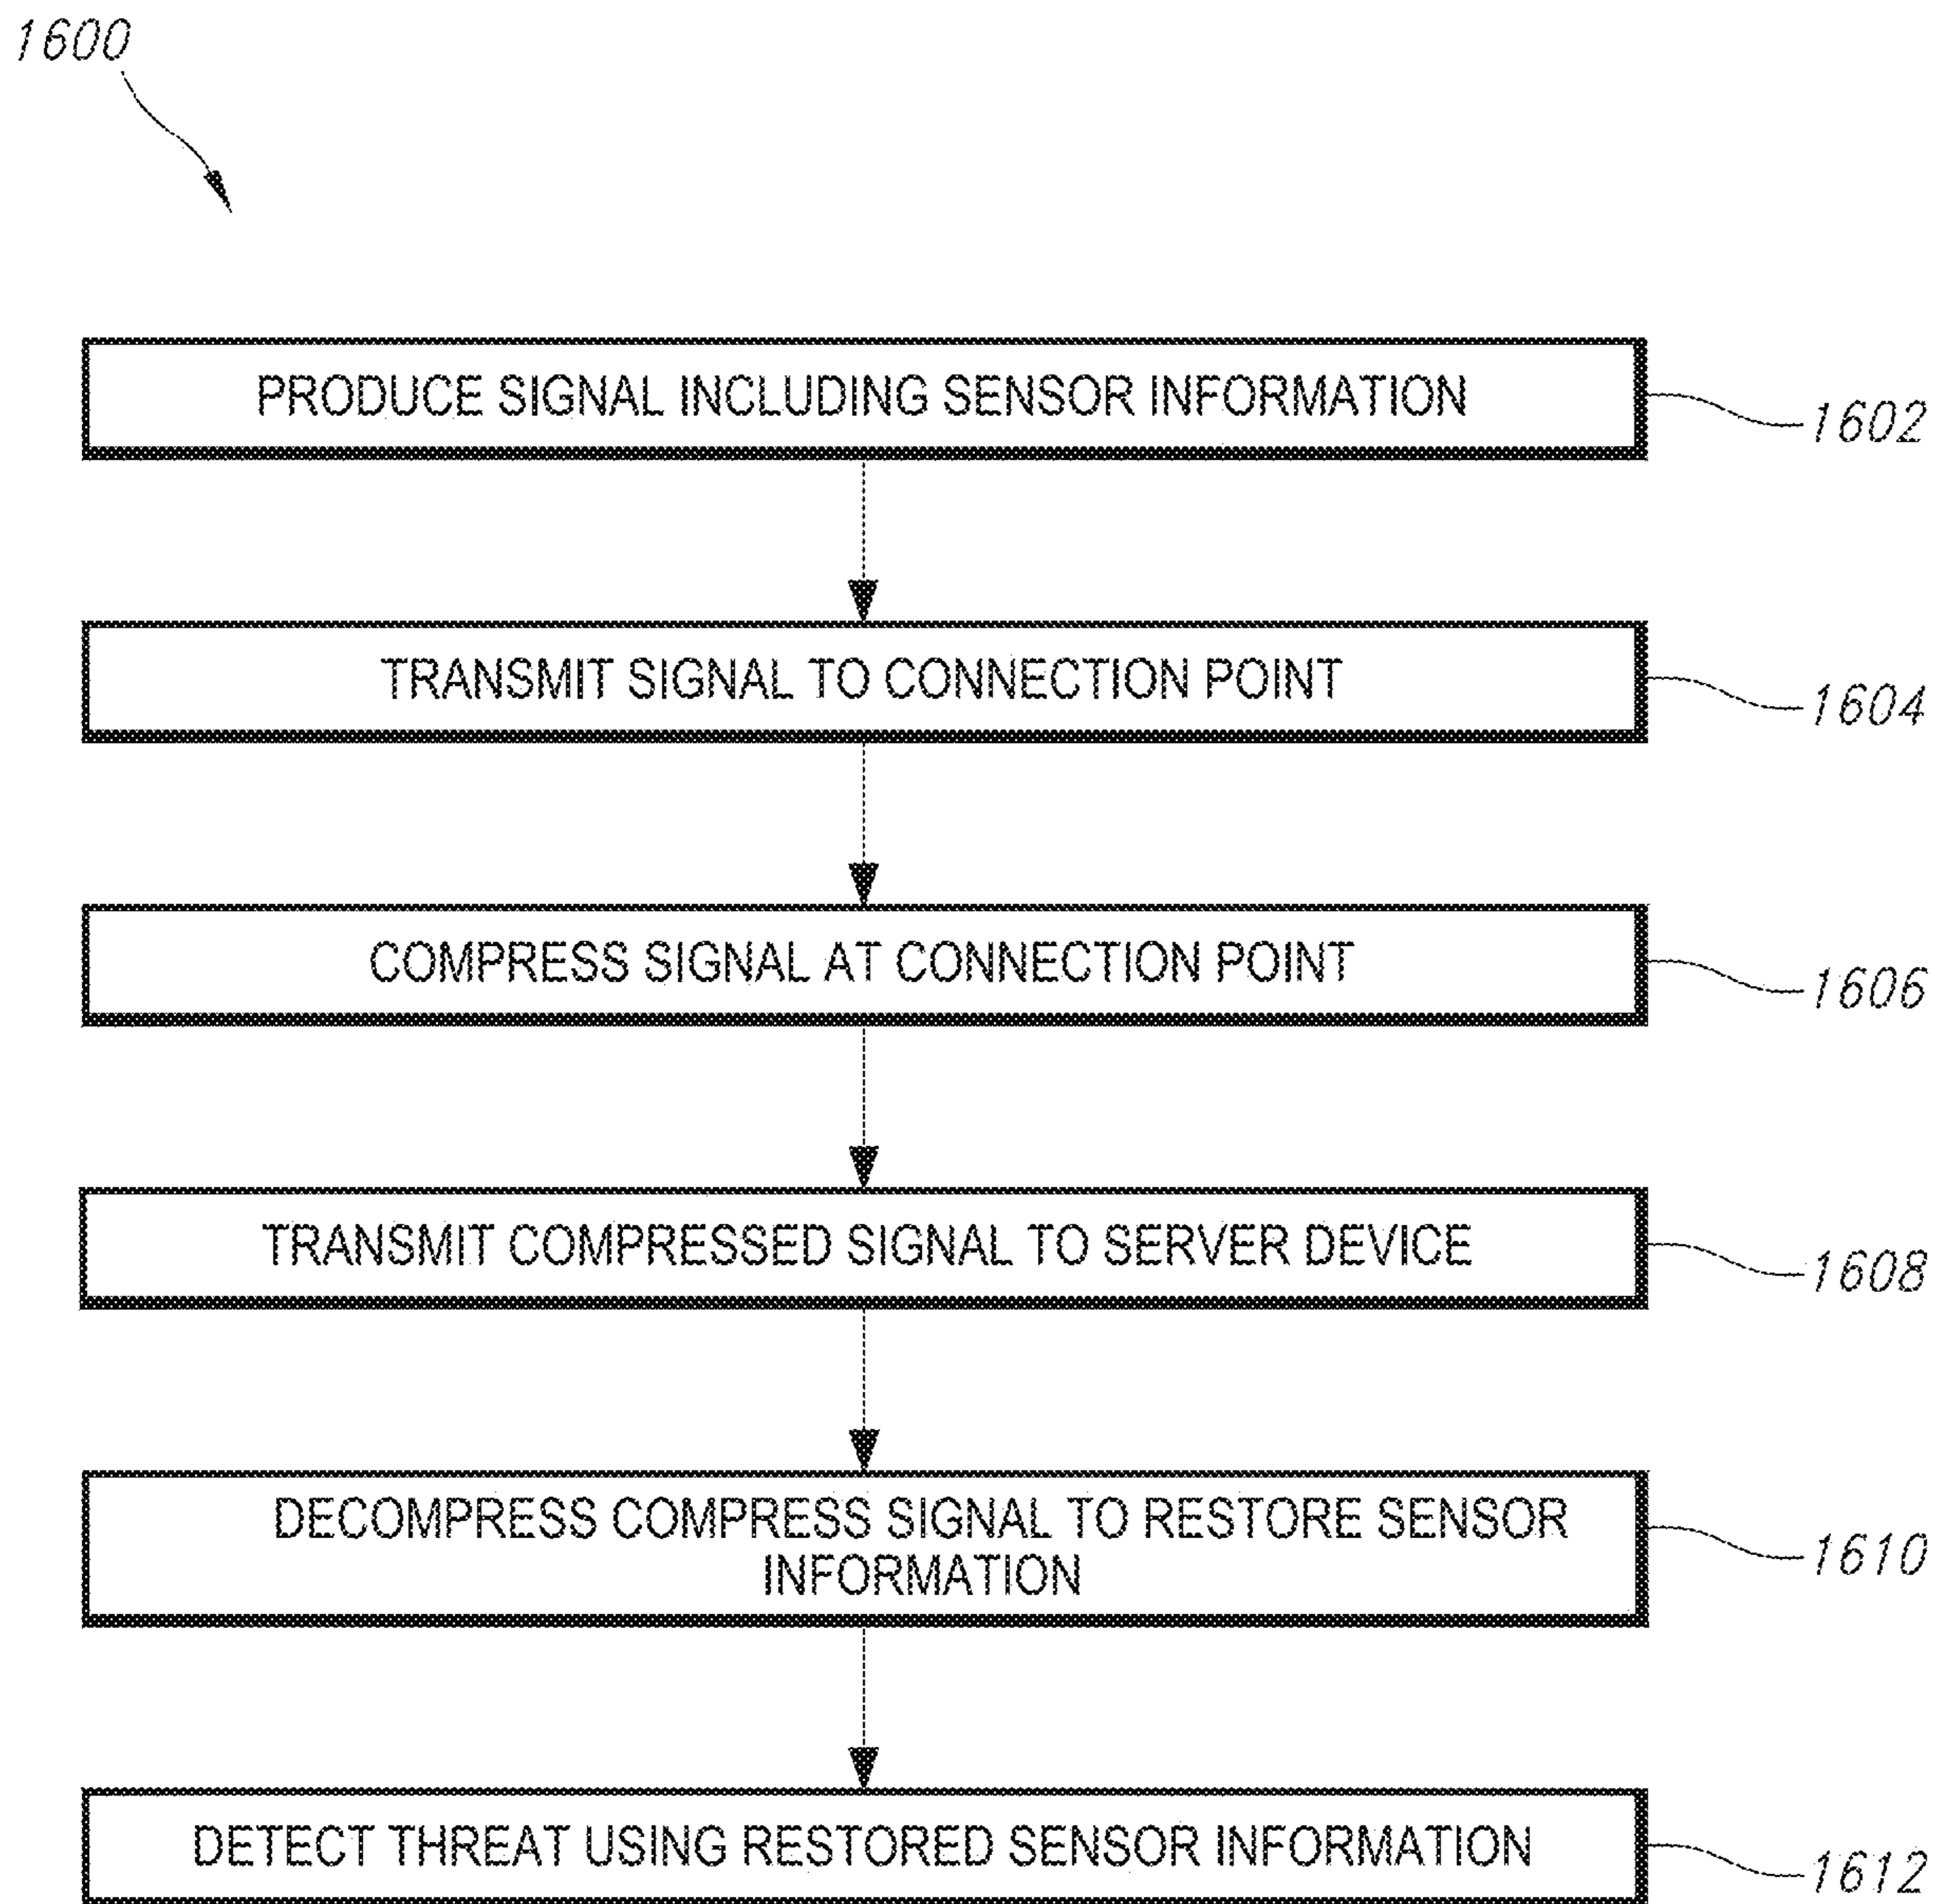 1600
PRODUCE SIGNAL INCLUDING SENSOR INFORMATION
1602
TRANSMIT SIGNAL TO CONNECTION POINT
1604
COMPRESS SIGNAL AT CONNECTION POINT
1606
TRANSMIT COMPRESSED SIGNAL TO SERVER DEVICE
1608
DECOMPRESS COMPRESS SIGNAL TO RESTORE SENSOR
INFORMATION
1610
DETECT THREAT USING RESTORED SENSOR INFORMATION
1612